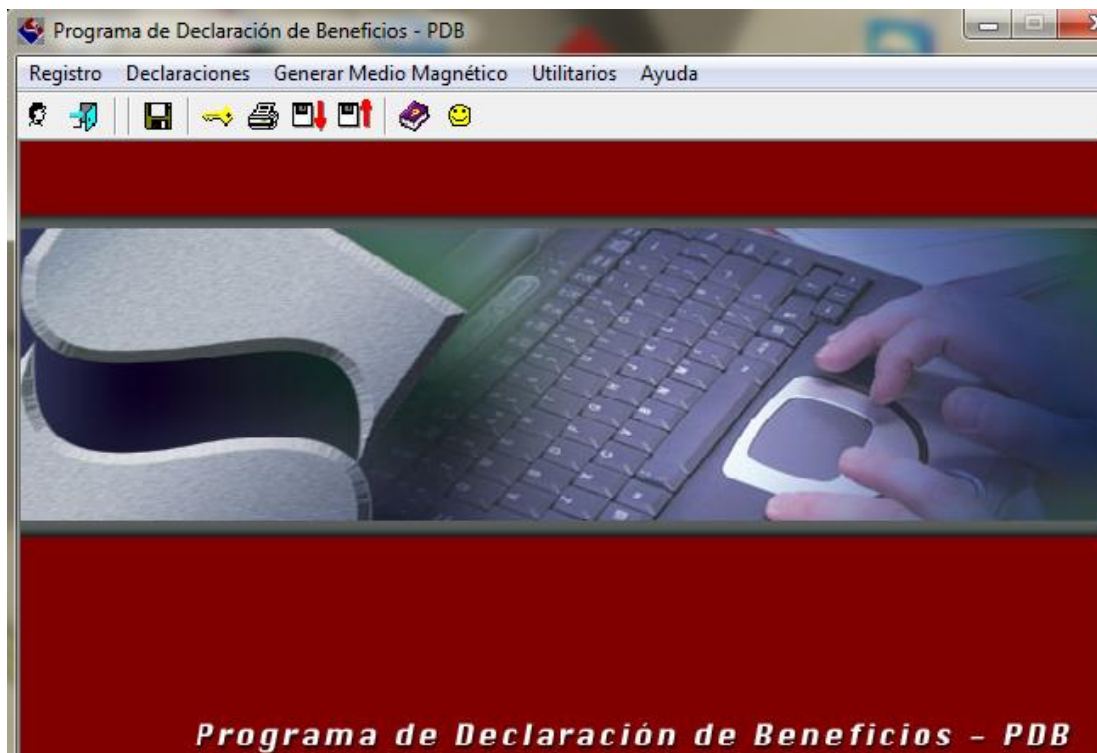 Programa de Declaración de Beneficios - PDB
Registro Declaraciones Generar Medio Magnético Utilitarios Ayuda
Programa de Declaración de Beneficios - PDB